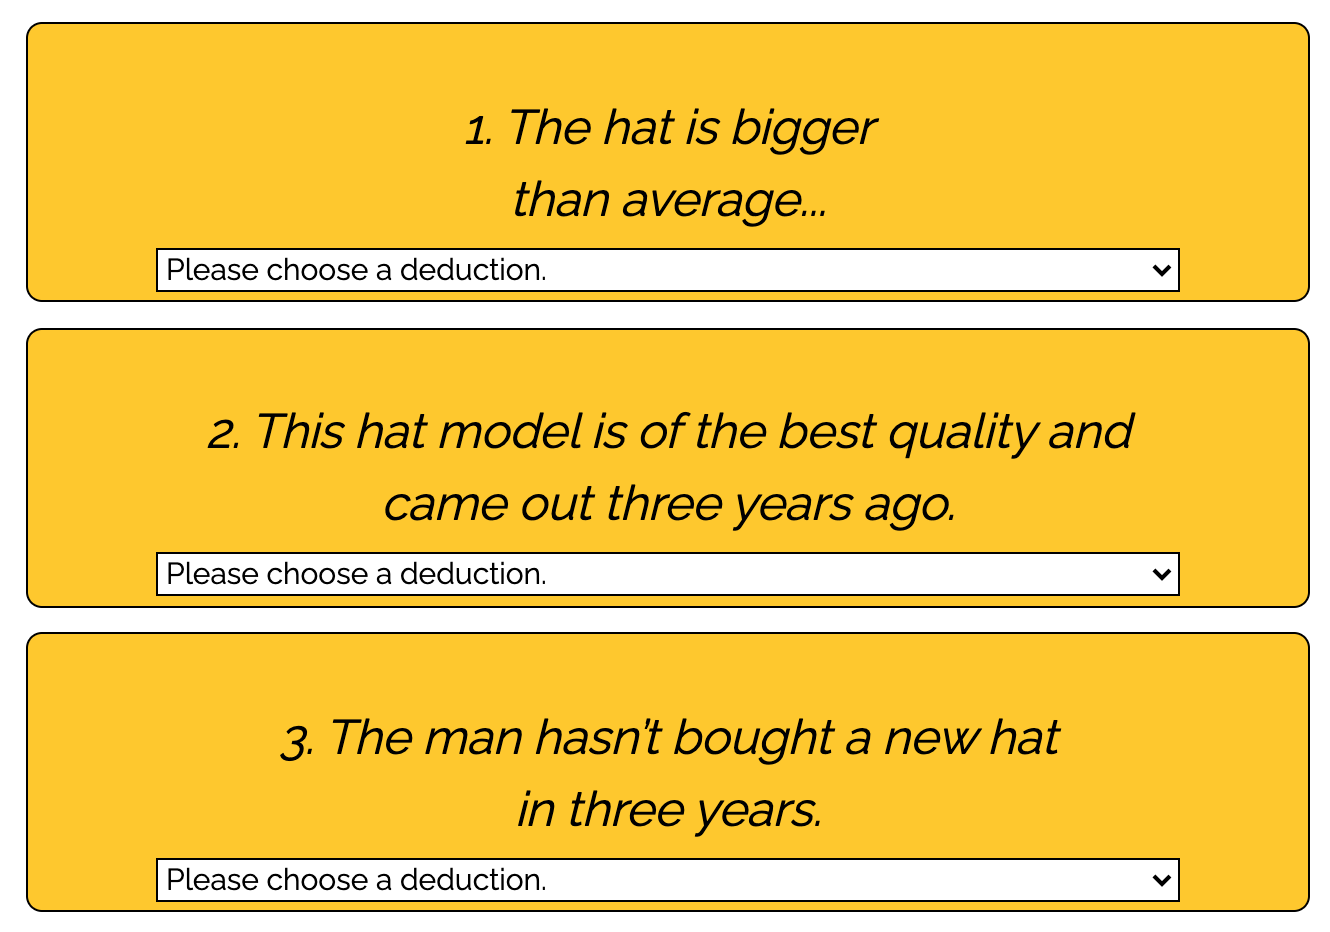 1. The hat is bigger
than average...
Please choose a deduction.
2. This hat model is of the best quality and
came out three years ago.
Please choose a deduction.
3. The man hasn't bought a new hat
in three years.
Please choose a deduction.